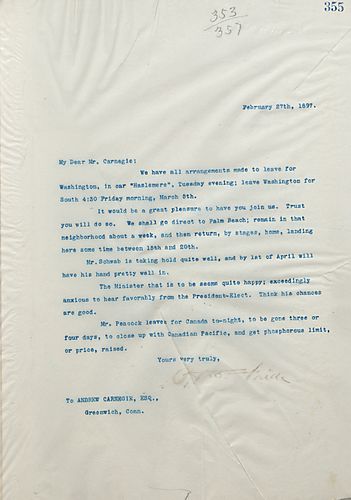 355
353
357
February 27th, 1897.
My Dear Mr. Carnegie:
We have all arrangements made to leave for
Washington, in car "Haslemere", Tuesday evening; leave Washington for
South 4:30 Friday morning, March 5th.
It would be a great pleasure to have you join us. Trust
you will do so. We shall go direct to Palm Beach; remain in that
neighborhood about a week, and then return, by stages, home, landing
here some time between 15th and 20th.
Mr. Schwab is taking hold quite well, and by 1st of April will
have his hand pretty well in.
The Minister that is to be seems quite happy; exceedingly
anxious to hear favorably from the President-Elect. Think his chances
are good.
Mr. Peacock leaves for Canada to-night, to be gone three or
four days, to close up with Canadian Pacific, and get phosphorous limit,
or price, raised.
Yours very truly,
To ANDREW CARNEGIE, ESQ.,
Greenwich, Conn.